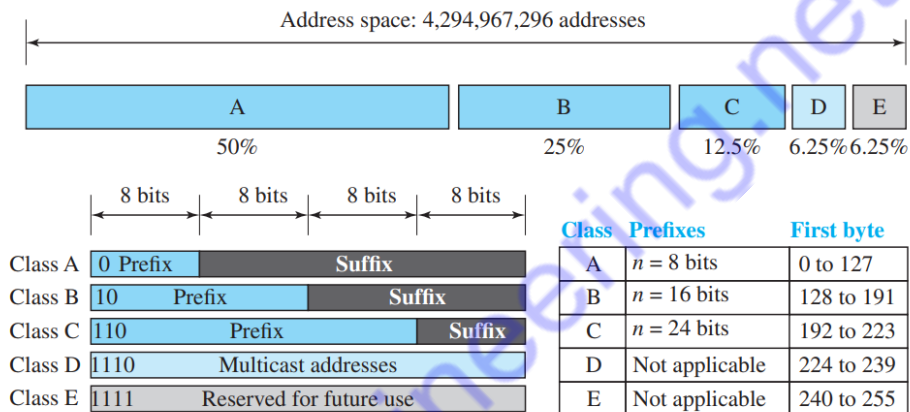 Address space: 4,294,967,296 addresses
A B C D E
50% 25% 12.5% 6.25% 6.25%
8 bits 8 bits 8 bits 8 bits
Class A 0 Prefix Suffix
Class B 10 Prefix Suffix
Class C 110 Prefix Suffix
Class D 1110 Multicast addresses
Class E 1111 Reserved for future use
Class Prefixes First byte
A n = 8 bits 0 to 127
B n = 16 bits 128 to 191
C n = 24 bits 192 to 223
D Not applicable 224 to 239
E Not applicable 240 to 255
ineering.ne